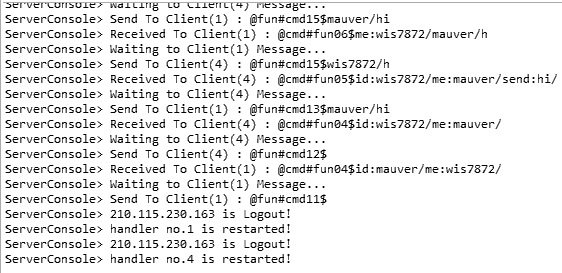 ServerConsole> Waiting to Client(4) Message...
ServerConsole> Send To Client(1) : @fun#cmd15$mauver/hi
ServerConsole> Received To Client(1) : @cmd#fun06$me:wis7872/mauver/h
ServerConsole> Waiting to Client(1) Message...
ServerConsole> Send To Client(4) : @fun#cmd15$wis7872/h
ServerConsole> Received To Client(4) : @cmd#fun05$id:wis7872/me:mauver/send:hi/
ServerConsole> Waiting to Client(4) Message...
ServerConsole> Send To Client(1) : @fun#cmd13$mauver/hi
ServerConsole> Received To Client(4) : @cmd#fun04$id:wis7872/me:mauver/
ServerConsole> Waiting to Client(4) Message...
ServerConsole> Send To Client(4) : @fun#cmd12$
ServerConsole> Received To Client(1) : @cmd#fun04$id:mauver/me:wis7872/
ServerConsole> Waiting to Client(1) Message...
ServerConsole> Send To Client(1) : @fun#cmd11$
ServerConsole> 210.115.230.163 is Logout!
ServerConsole> handler no.1 is restarted!
ServerConsole> 210.115.230.163 is Logout!
ServerConsole> handler no.4 is restarted!